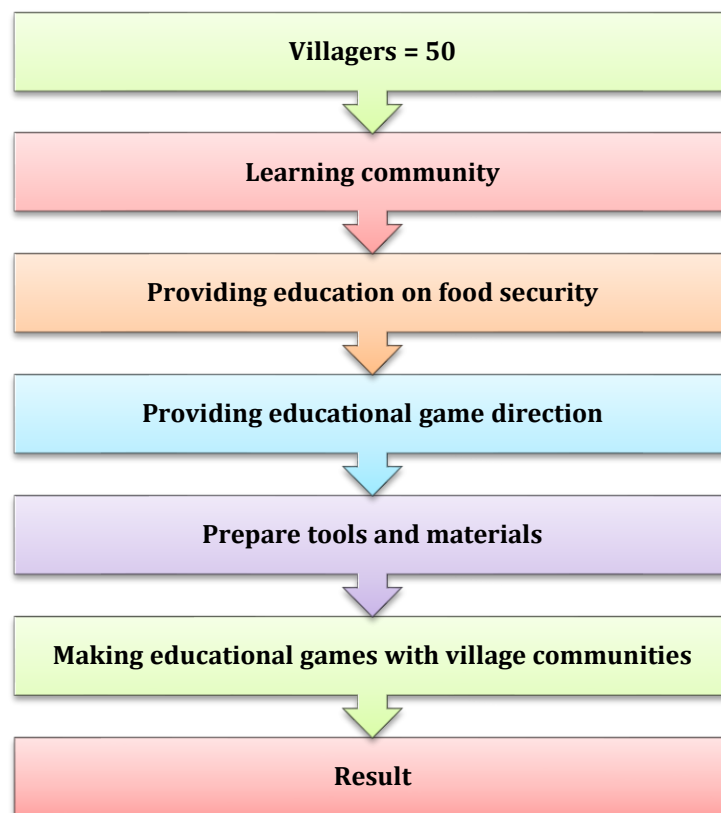 Villagers = 50
Learning community
Providing education on food security
Providing educational game direction
Prepare tools and materials
Making educational games with village communities
Result